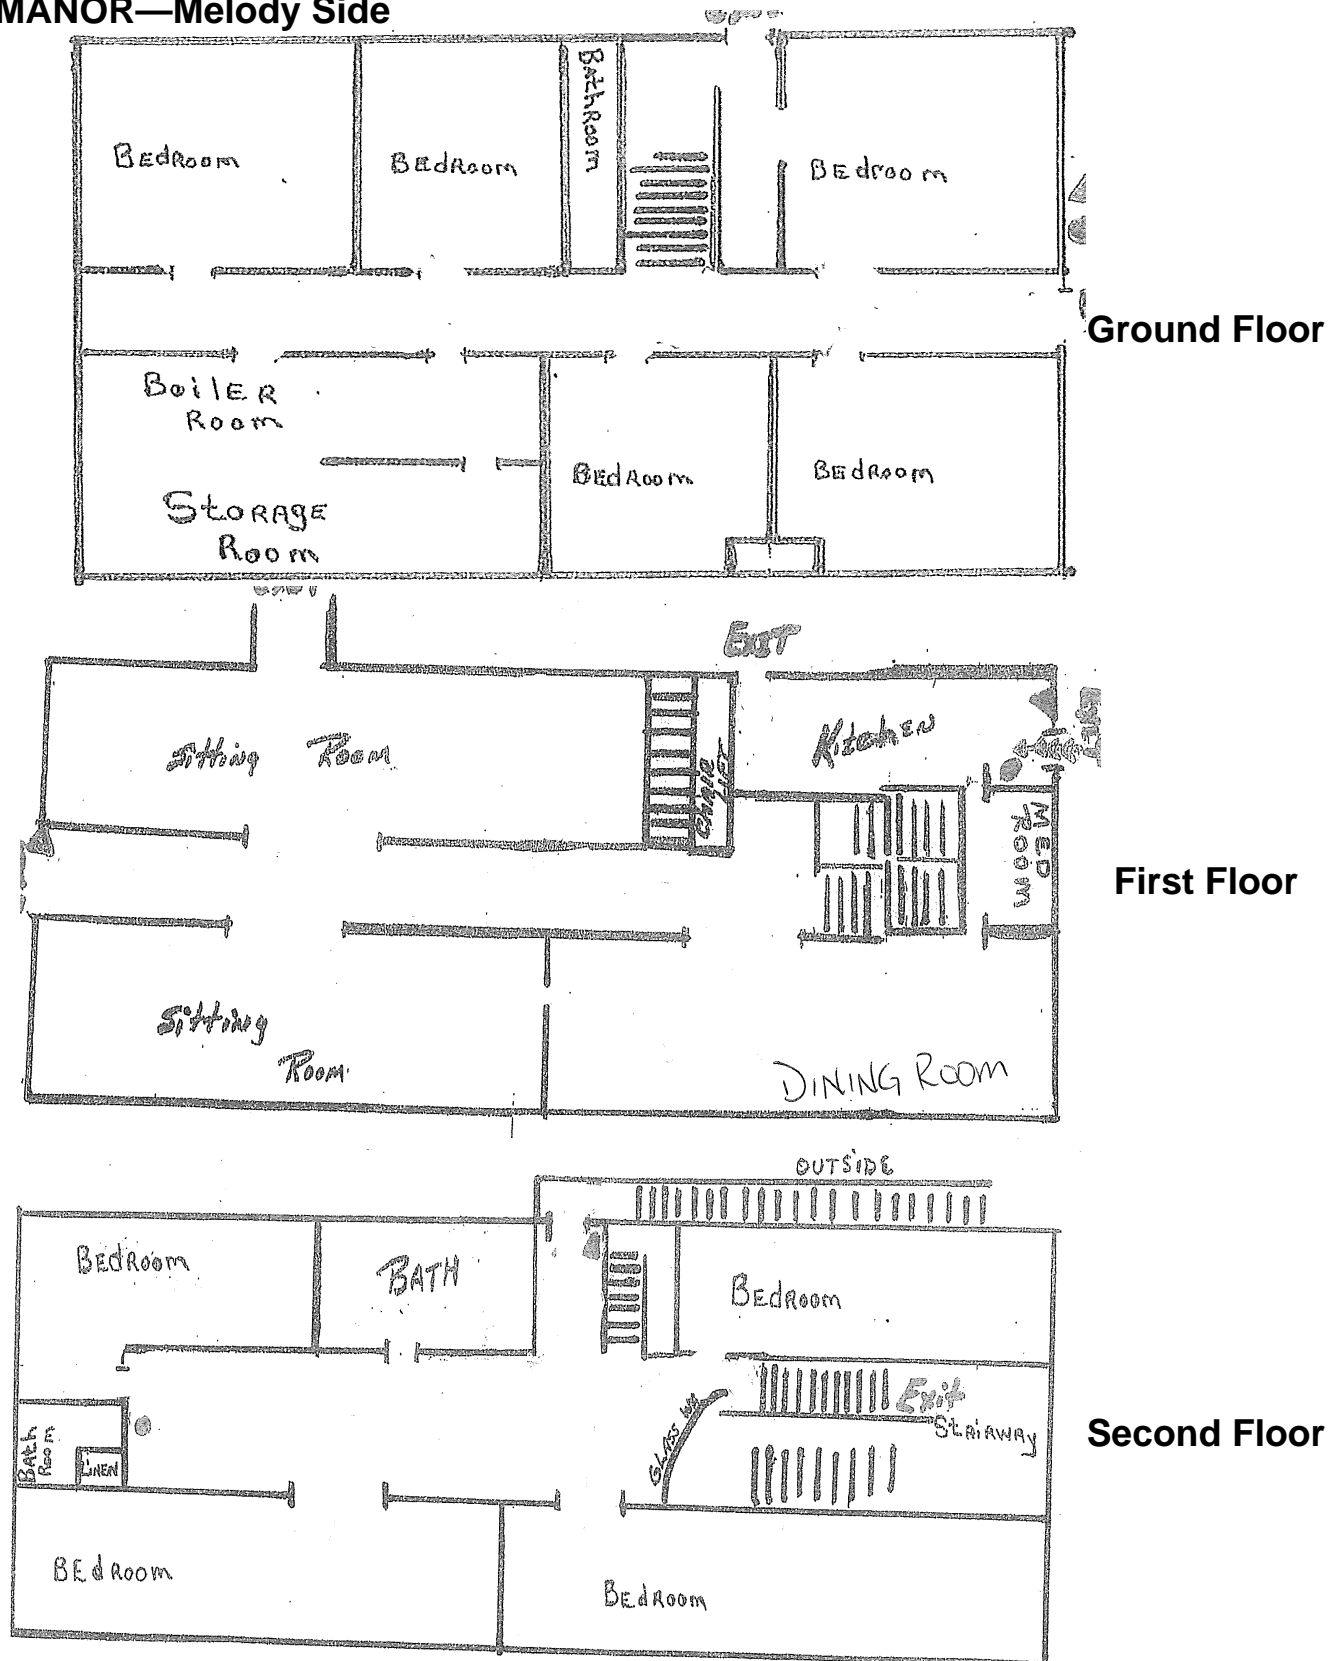 MANOR—Melody Side
BEdRoom
BEdRoom
BathRoom
BEdroom
Ground Floor
BoilER
Room
StoRAgE
Room
BEdRoom
BEdRoom
EXIT
Sitting Room
CHAIR
LIFT
KitchEN
MED
ROOM
First Floor
Sitting
Room
DINING ROOM
OUTSIDE
BEdRoom
BATH
BEdRoom
Exit
STAIRWAY
Bath
Room
LINEN
Second Floor
BEdRoom
BEdRoom